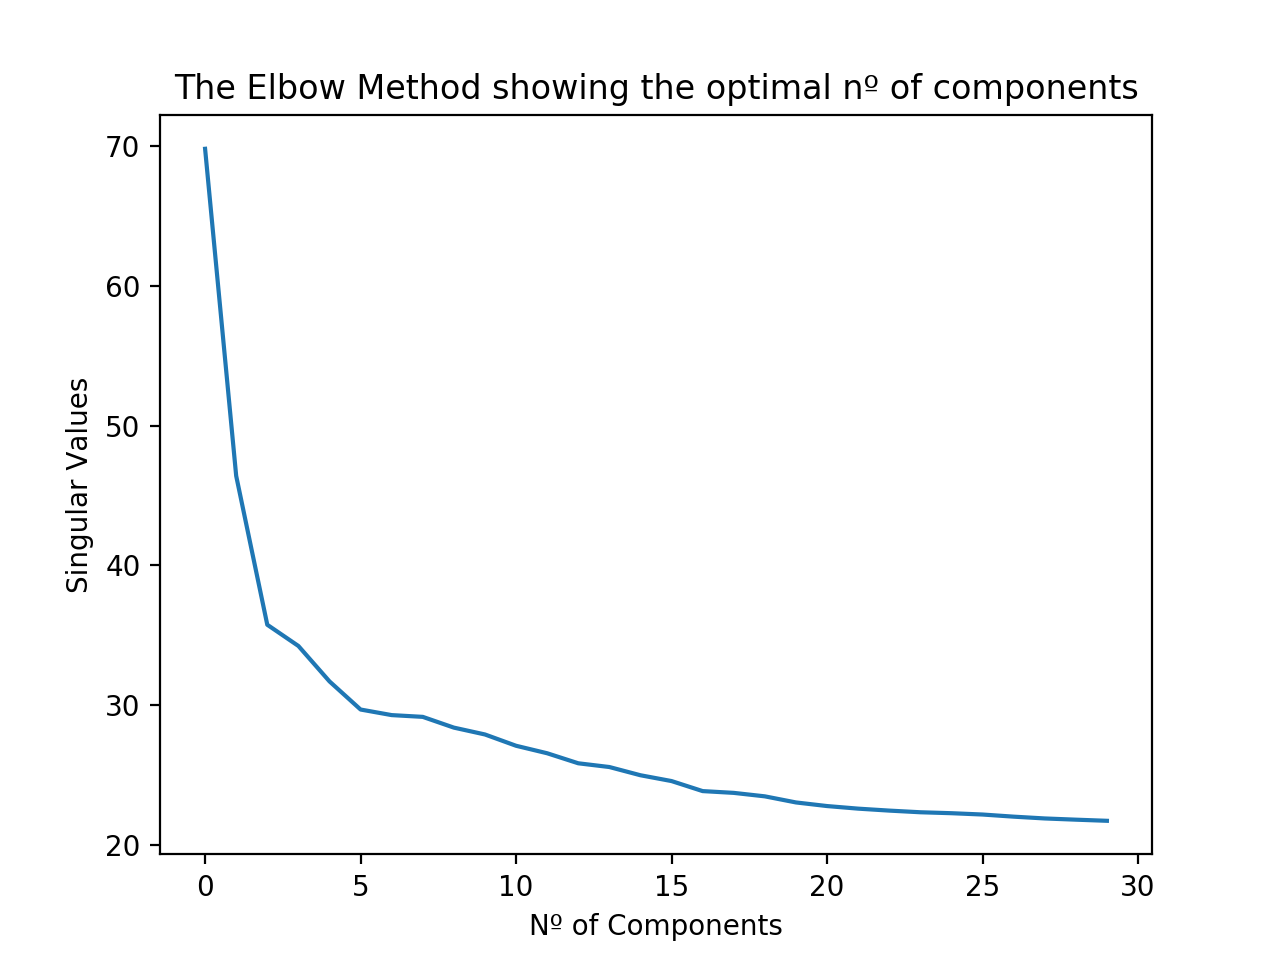 The Elbow Method showing the optimal nº of components
70
60
50
40
30
20
Singular Values
0 5 10 15 20 25 30
Nº of Components